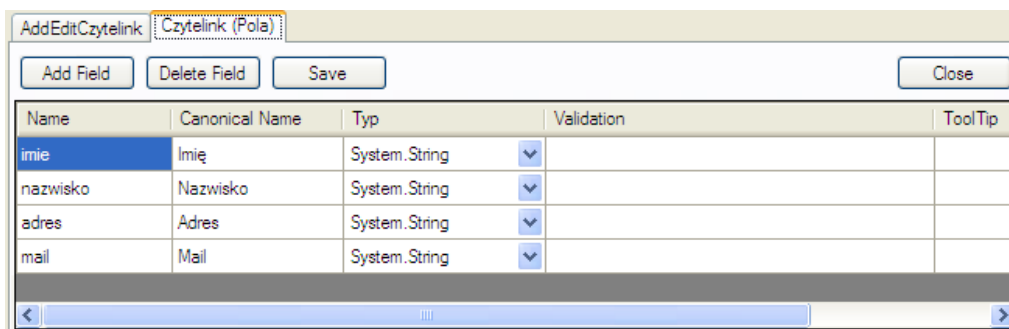 AddEditCzytelink Czytelink (Pola)
Add Field Delete Field Save Close
Name Canonical Name Typ Validation ToolTip
imie Imię System.String
nazwisko Nazwisko System.String
adres Adres System.String
mail Mail System.String